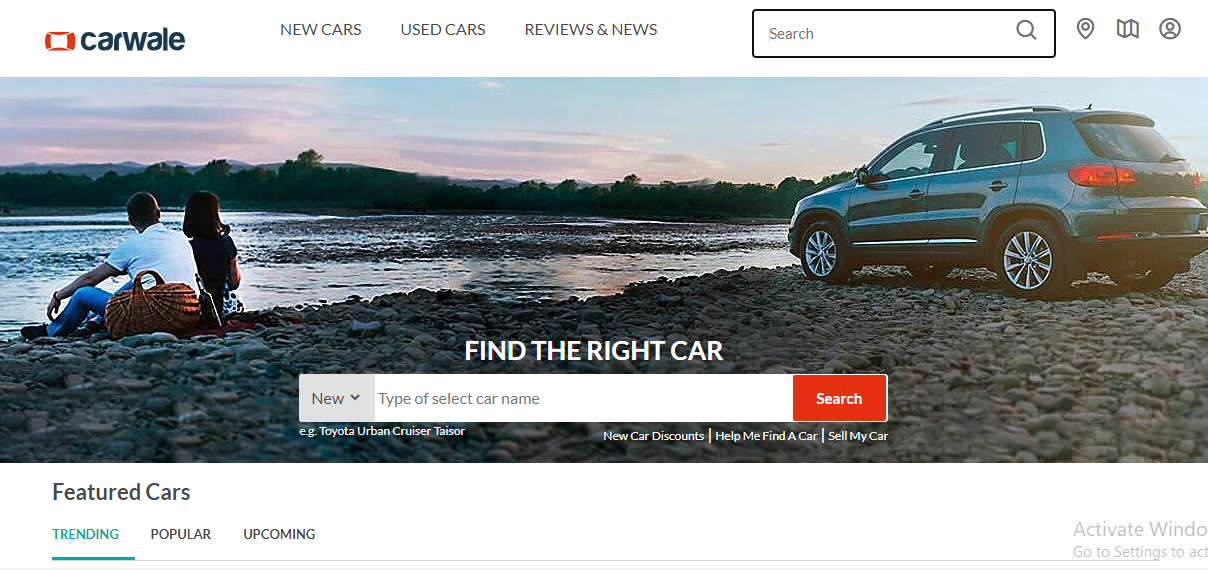 carwale
NEW CARS
USED CARS
REVIEWS & NEWS
Search
FIND THE RIGHT CAR
New
Type of select car name
Search
e.g. Toyota Urban Cruiser Taisor
New Car Discounts | Help Me Find A Car | Sell My Car
Featured Cars
TRENDING
POPULAR
UPCOMING
Activate Windo
Go to Settings to act